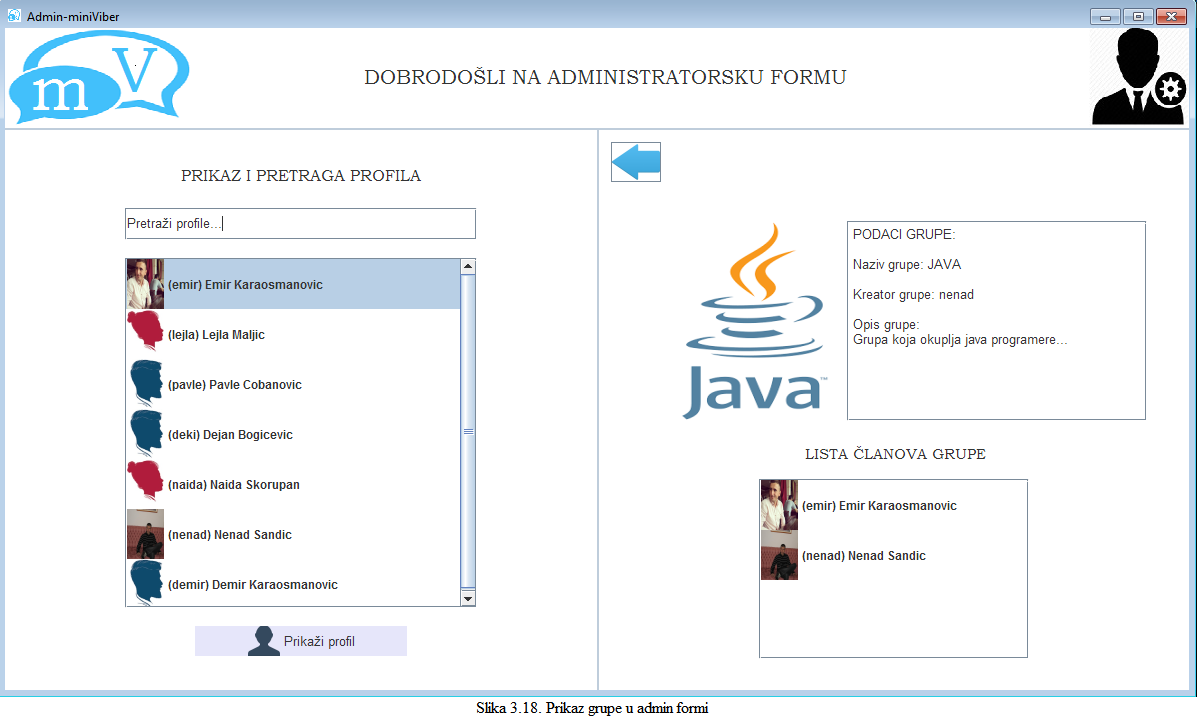 Admin-miniViber
m V
DOBRODOŠLI NA ADMINISTRATORSKU FORMU
PRIKAZ I PRETRAGA PROFILA
Pretraži profile...
(emir) Emir Karaosmanovic
(lejla) Lejla Maljic
(pavle) Pavle Cobanovic
(deki) Dejan Bogicevic
(naida) Naida Skorupan
(nenad) Nenad Sandic
(demir) Demir Karaosmanovic
Prikaži profil
Java™
PODACI GRUPE:
Naziv grupe: JAVA
Kreator grupe: nenad
Opis grupe:
Grupa koja okuplja java programere...
LISTA ČLANOVA GRUPE
(emir) Emir Karaosmanovic
(nenad) Nenad Sandic
Slika 3.18. Prikaz grupe u admin formi